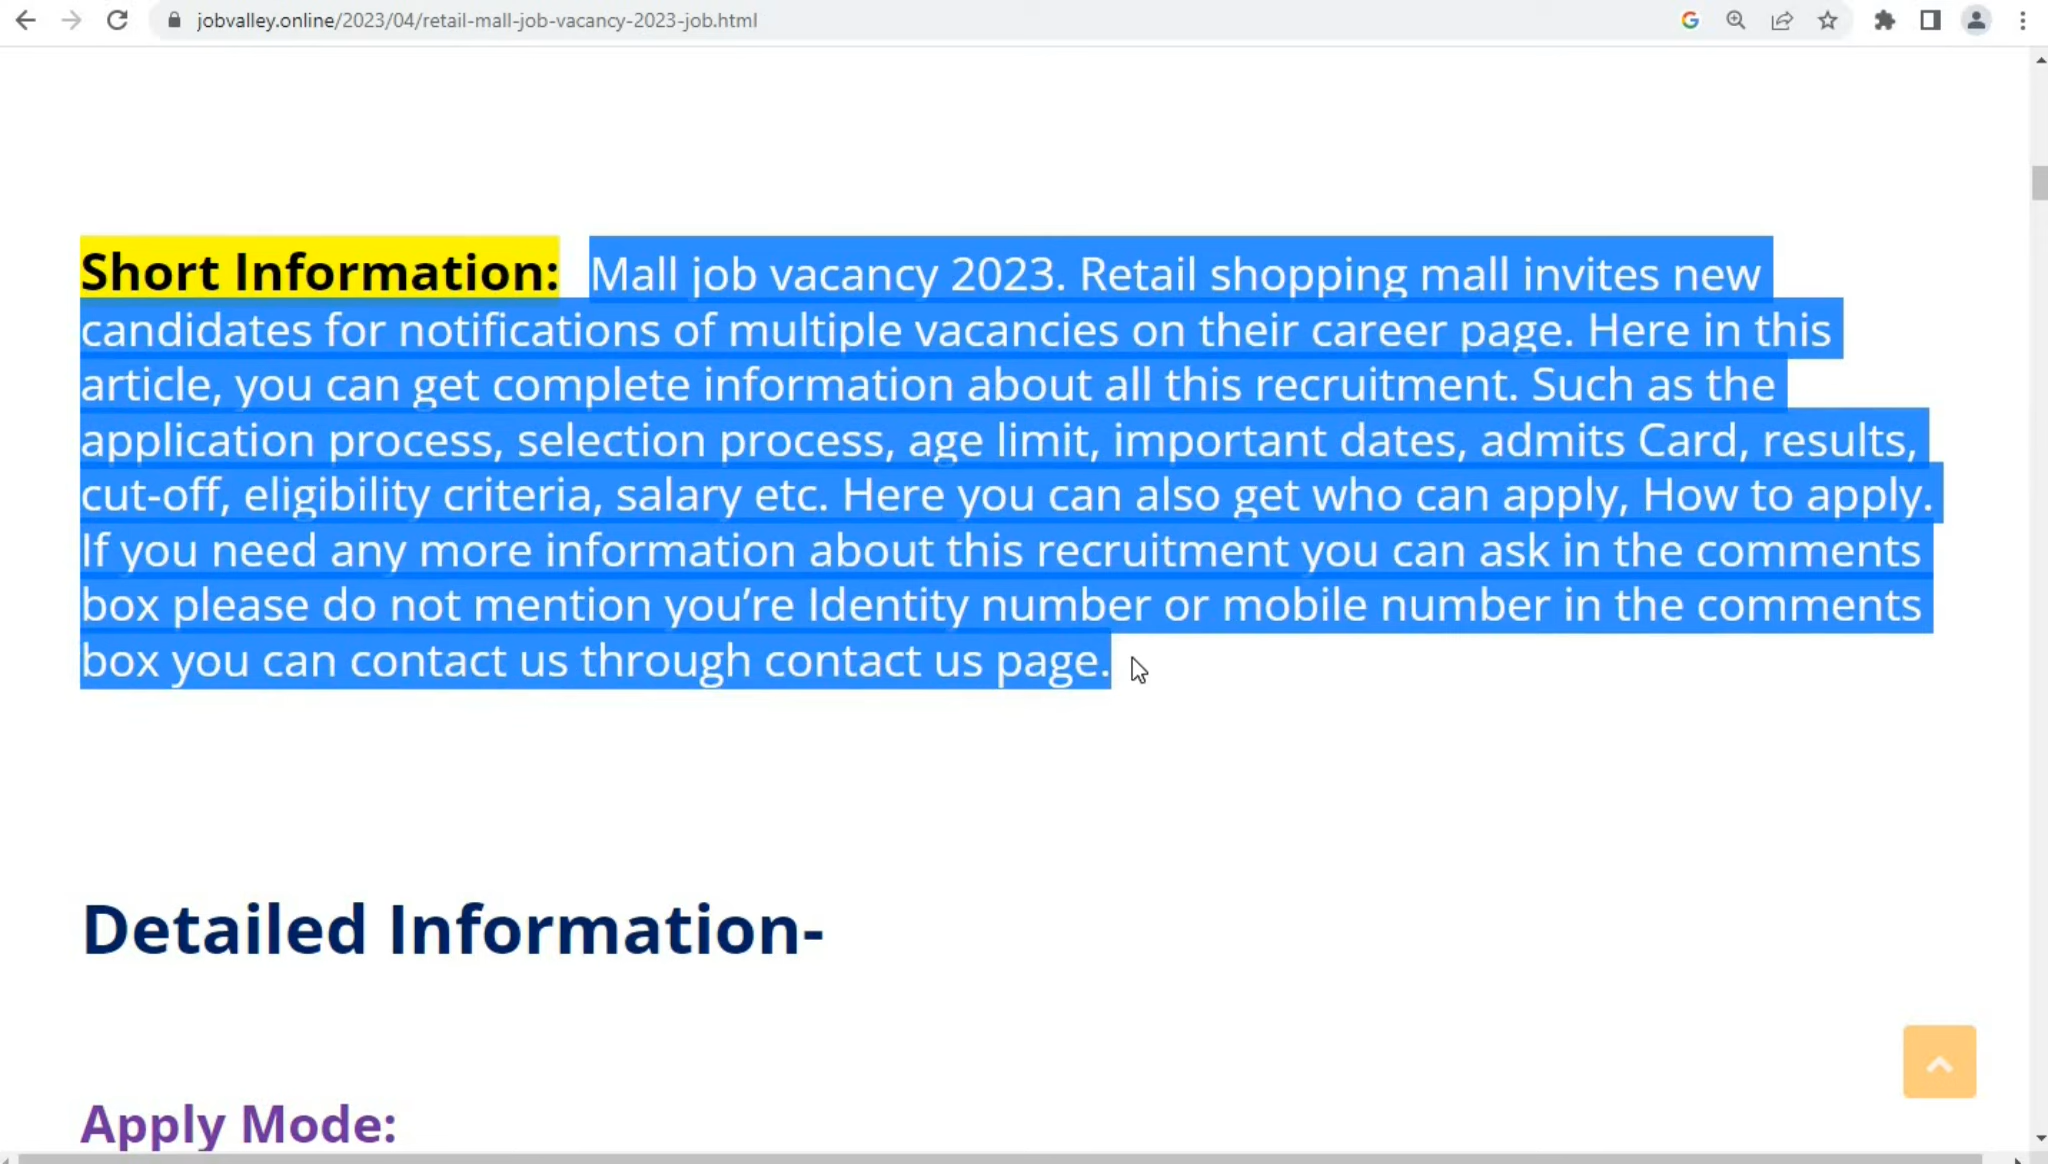 jobvalley.online/2023/04/retail-mall-job-vacancy-2023-job.html
Short Information: Mall job vacancy 2023. Retail shopping mall invites new
candidates for notifications of multiple vacancies on their career page. Here in this
article, you can get complete information about all this recruitment. Such as the
application process, selection process, age limit, important dates, admits Card, results,
cut-off, eligibility criteria, salary etc. Here you can also get who can apply, How to apply.
If you need any more information about this recruitment you can ask in the comments
box please do not mention you’re Identity number or mobile number in the comments
box you can contact us through contact us page.
Detailed Information-
Apply Mode: